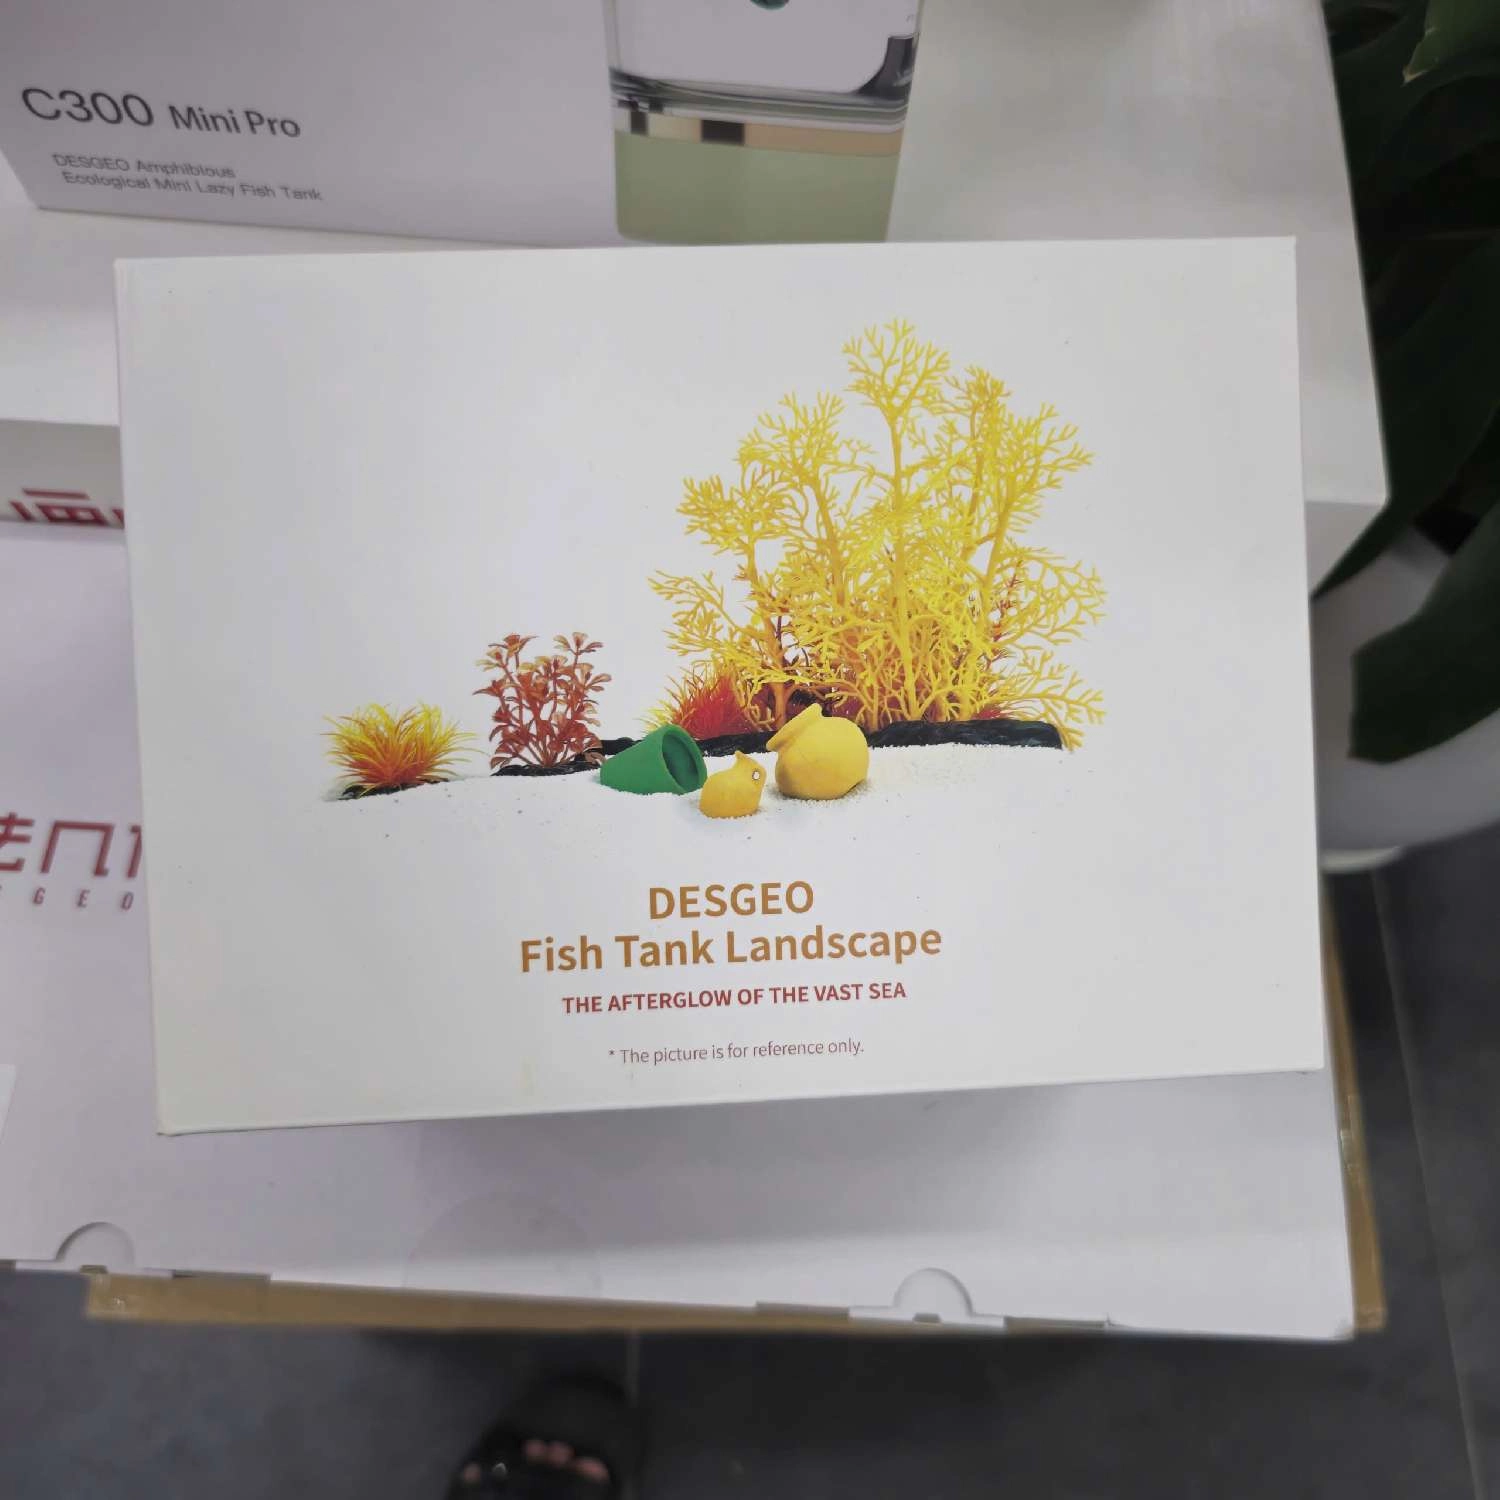 C300 Mini Pro
DESGEO Amphibious
Ecological Mini Lazy Fish Tank
DESGEO
Fish Tank Landscape
THE AFTERGLOW OF THE VAST SEA
* The picture is for reference only.
GEO